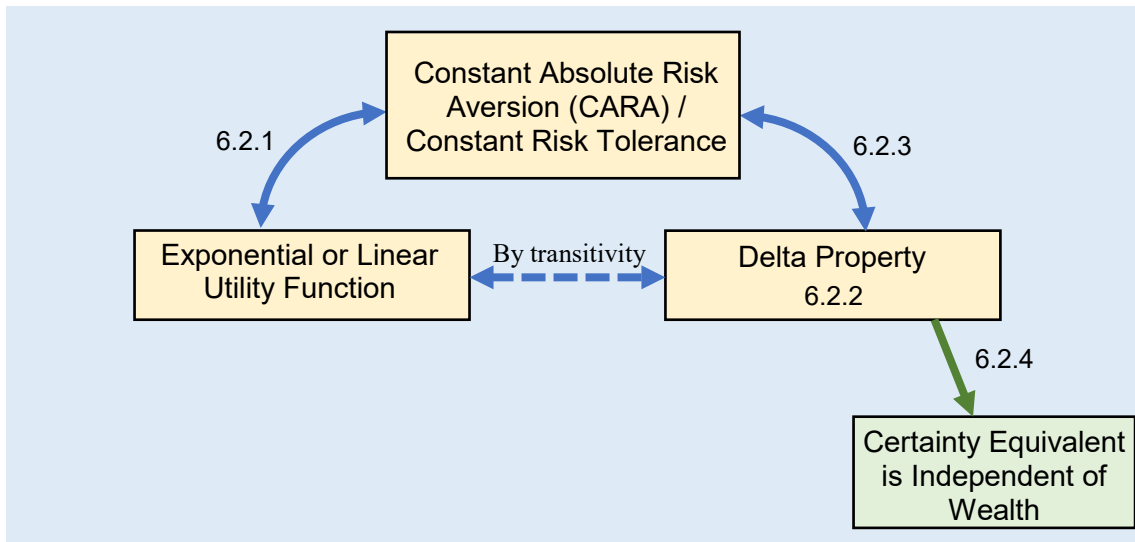 Constant Absolute Risk
Aversion (CARA) /
Constant Risk Tolerance
6.2.1
6.2.3
Exponential or Linear
Utility Function
By transitivity
Delta Property
6.2.2
6.2.4
Certainty Equivalent
is Independent of
Wealth